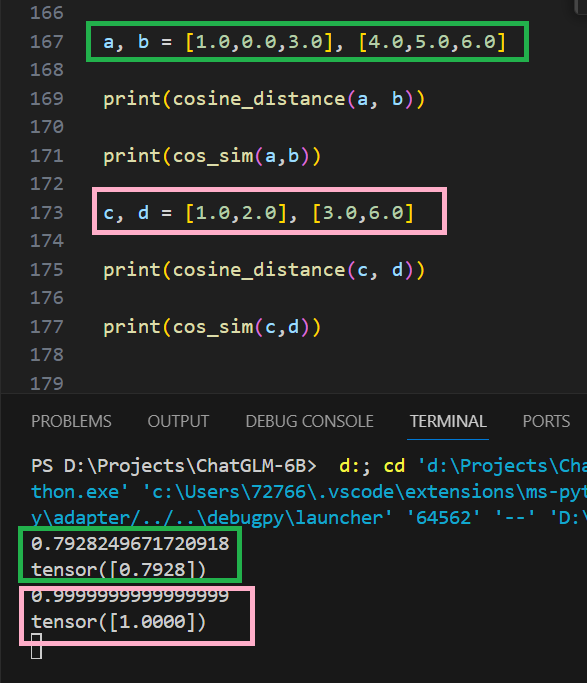 166
167 a, b = [1.0,0.0,3.0], [4.0,5.0,6.0]
168
169 print(cosine_distance(a, b))
170
171 print(cos_sim(a,b))
172
173 c, d = [1.0,2.0], [3.0,6.0]
174
175 print(cosine_distance(c, d))
176
177 print(cos_sim(c,d))
178
179
PROBLEMS OUTPUT DEBUG CONSOLE TERMINAL PORTS
PS D:\Projects\ChatGLM-6B> d:; cd 'd:\Projects\Cha
thon.exe' 'c:\Users\72766\.vscode\extensions\ms-pyt
y\adapter/../..\debugpy\launcher' '64562' '--' 'D:\
0.7928249671720918
tensor([0.7928])
0.9999999999999999
tensor([1.0000])